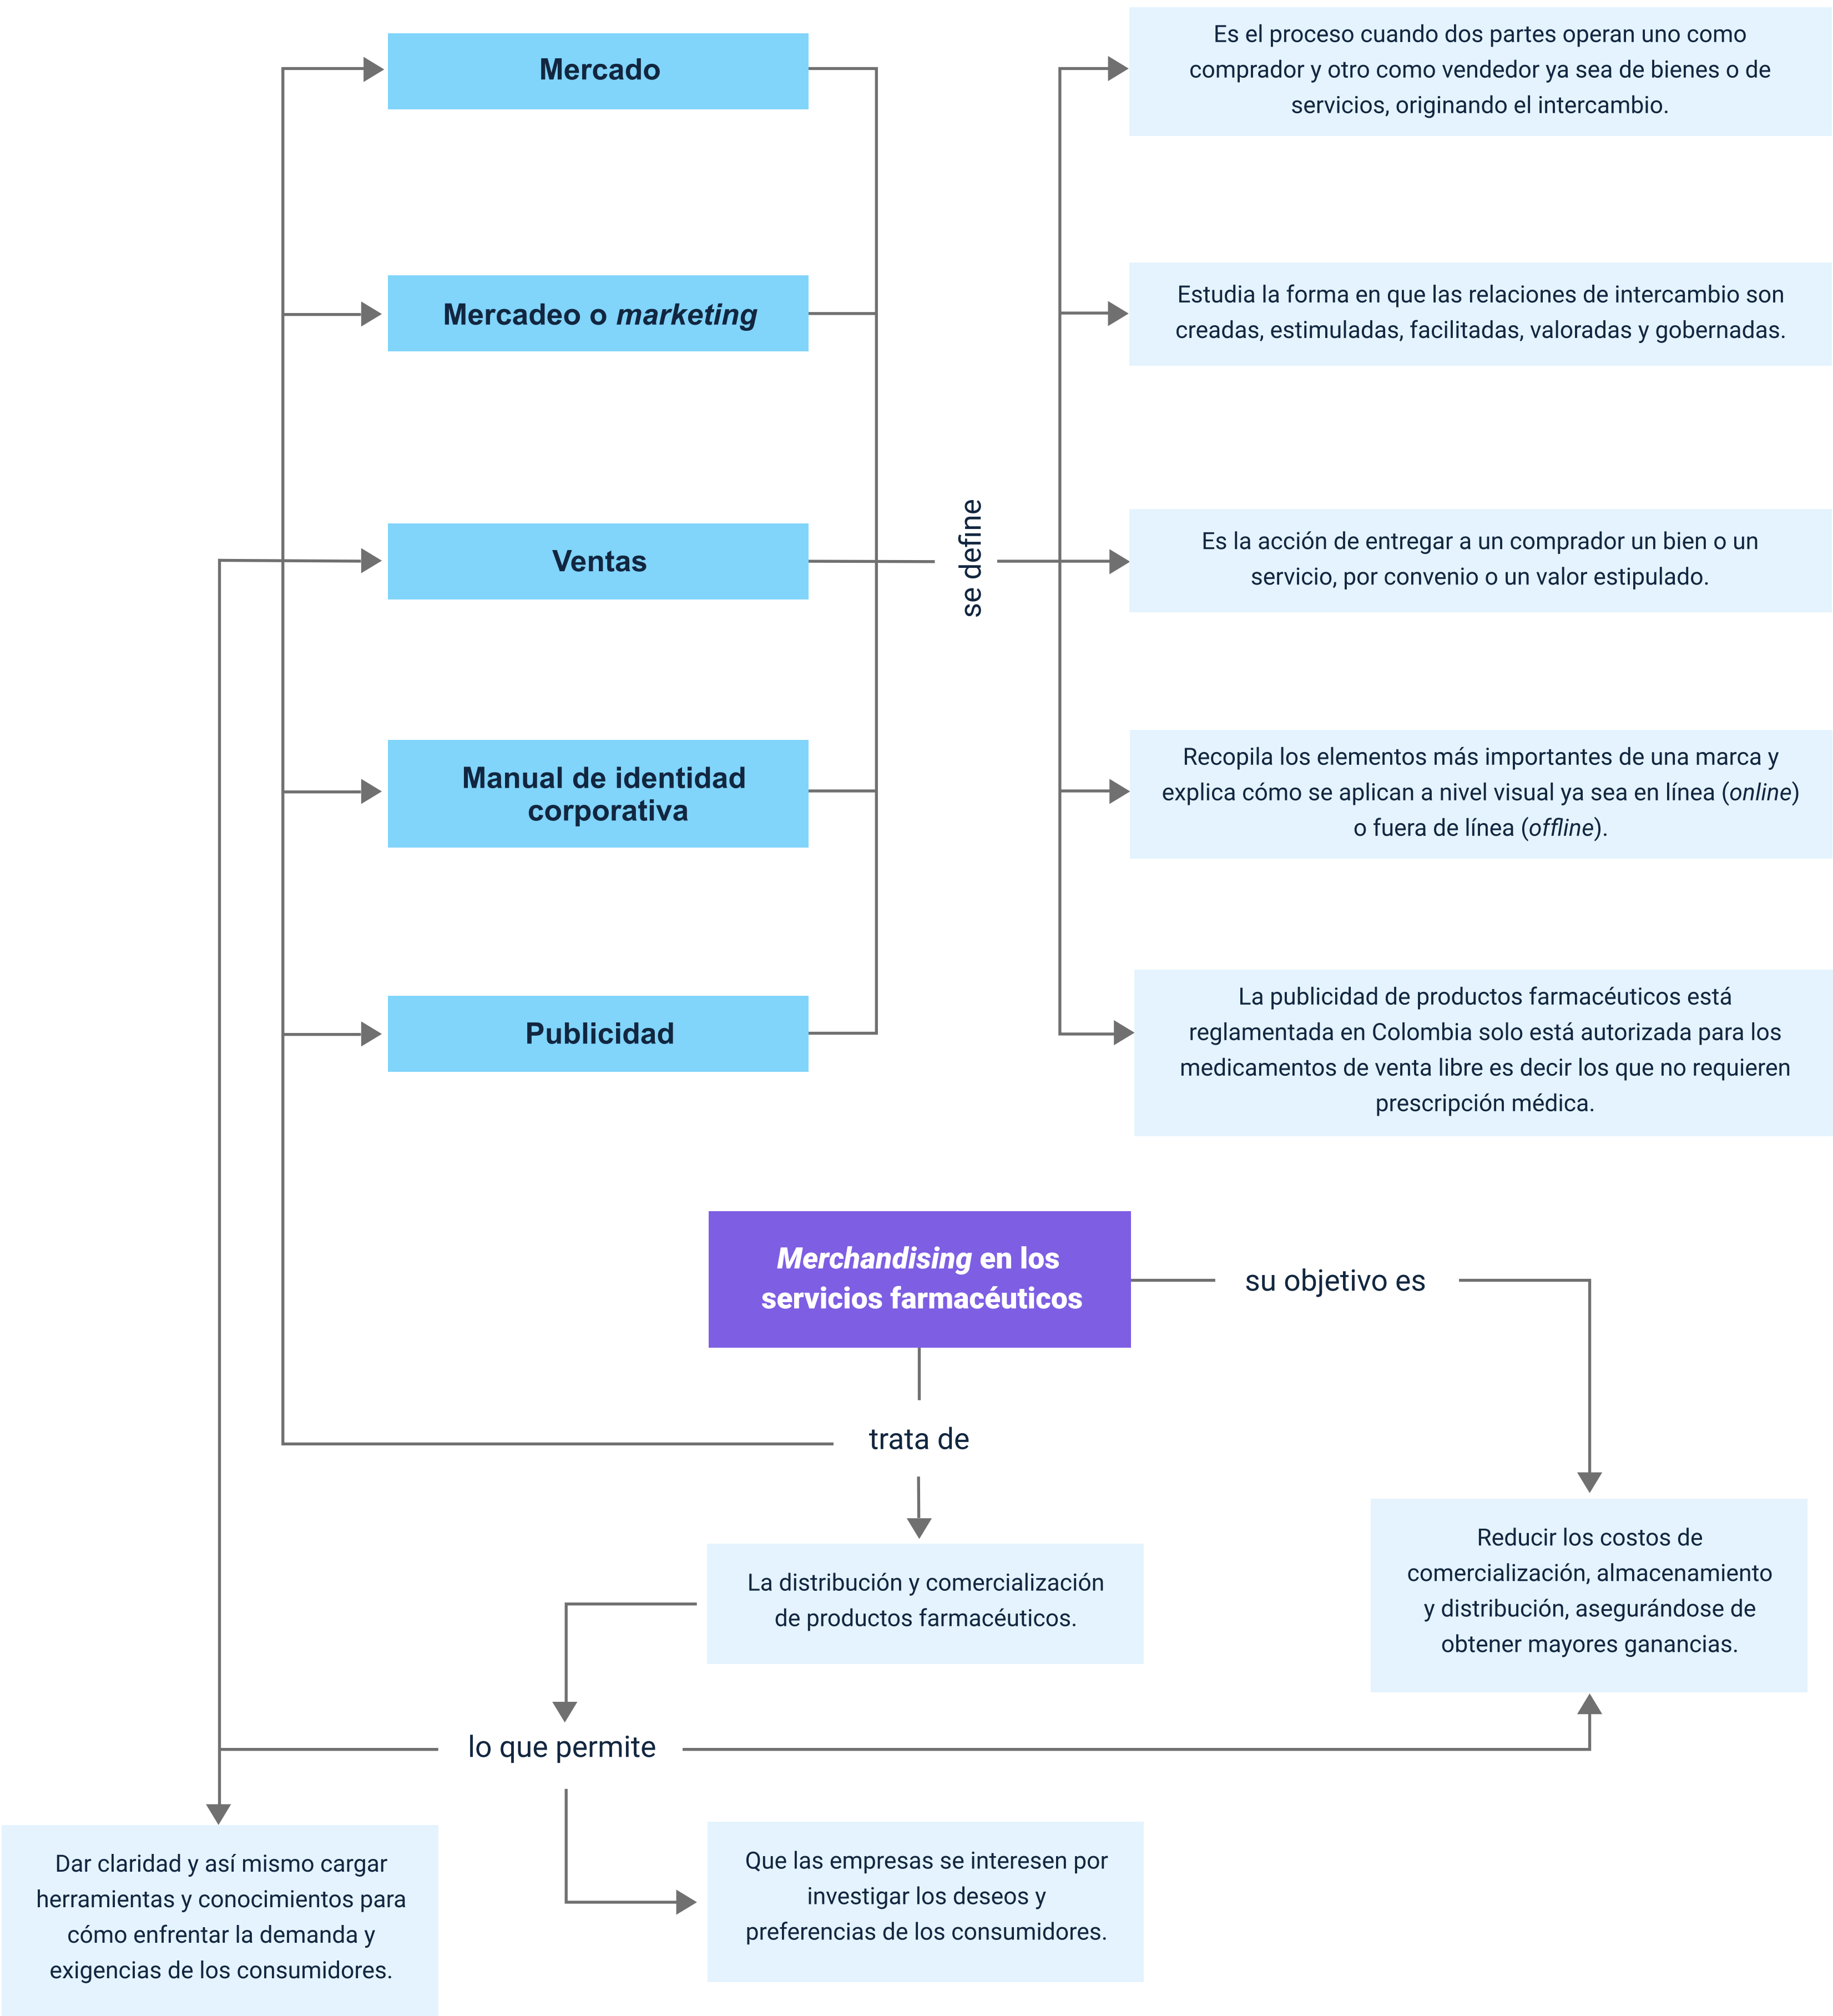 Mercado
Es el proceso cuando dos partes operan uno como
comprador y otro como vendedor ya sea de bienes o de
servicios, originando el intercambio.
Mercadeo o marketing
Estudia la forma en que las relaciones de intercambio son
creadas, estimuladas, facilitadas, valoradas y gobernadas.
Ventas
se define
Es la acción de entregar a un comprador un bien o un
servicio, por convenio o un valor estipulado.
Manual de identidad
corporativa
Recopila los elementos más importantes de una marca y
explica cómo se aplican a nivel visual ya sea en línea (online)
o fuera de línea (offline).
Publicidad
La publicidad de productos farmacéuticos está
reglamentada en Colombia solo está autorizada para los
medicamentos de venta libre es decir los que no requieren
prescripción médica.
Merchandising en los
servicios farmacéuticos
su objetivo es
trata de
Reducir los costos de
comercialización, almacenamiento
y distribución, asegurándose de
obtener mayores ganancias.
La distribución y comercialización
de productos farmacéuticos.
lo que permite
Dar claridad y así mismo cargar
herramientas y conocimientos para
cómo enfrentar la demanda y
exigencias de los consumidores.
Que las empresas se interesen por
investigar los deseos y
preferencias de los consumidores.